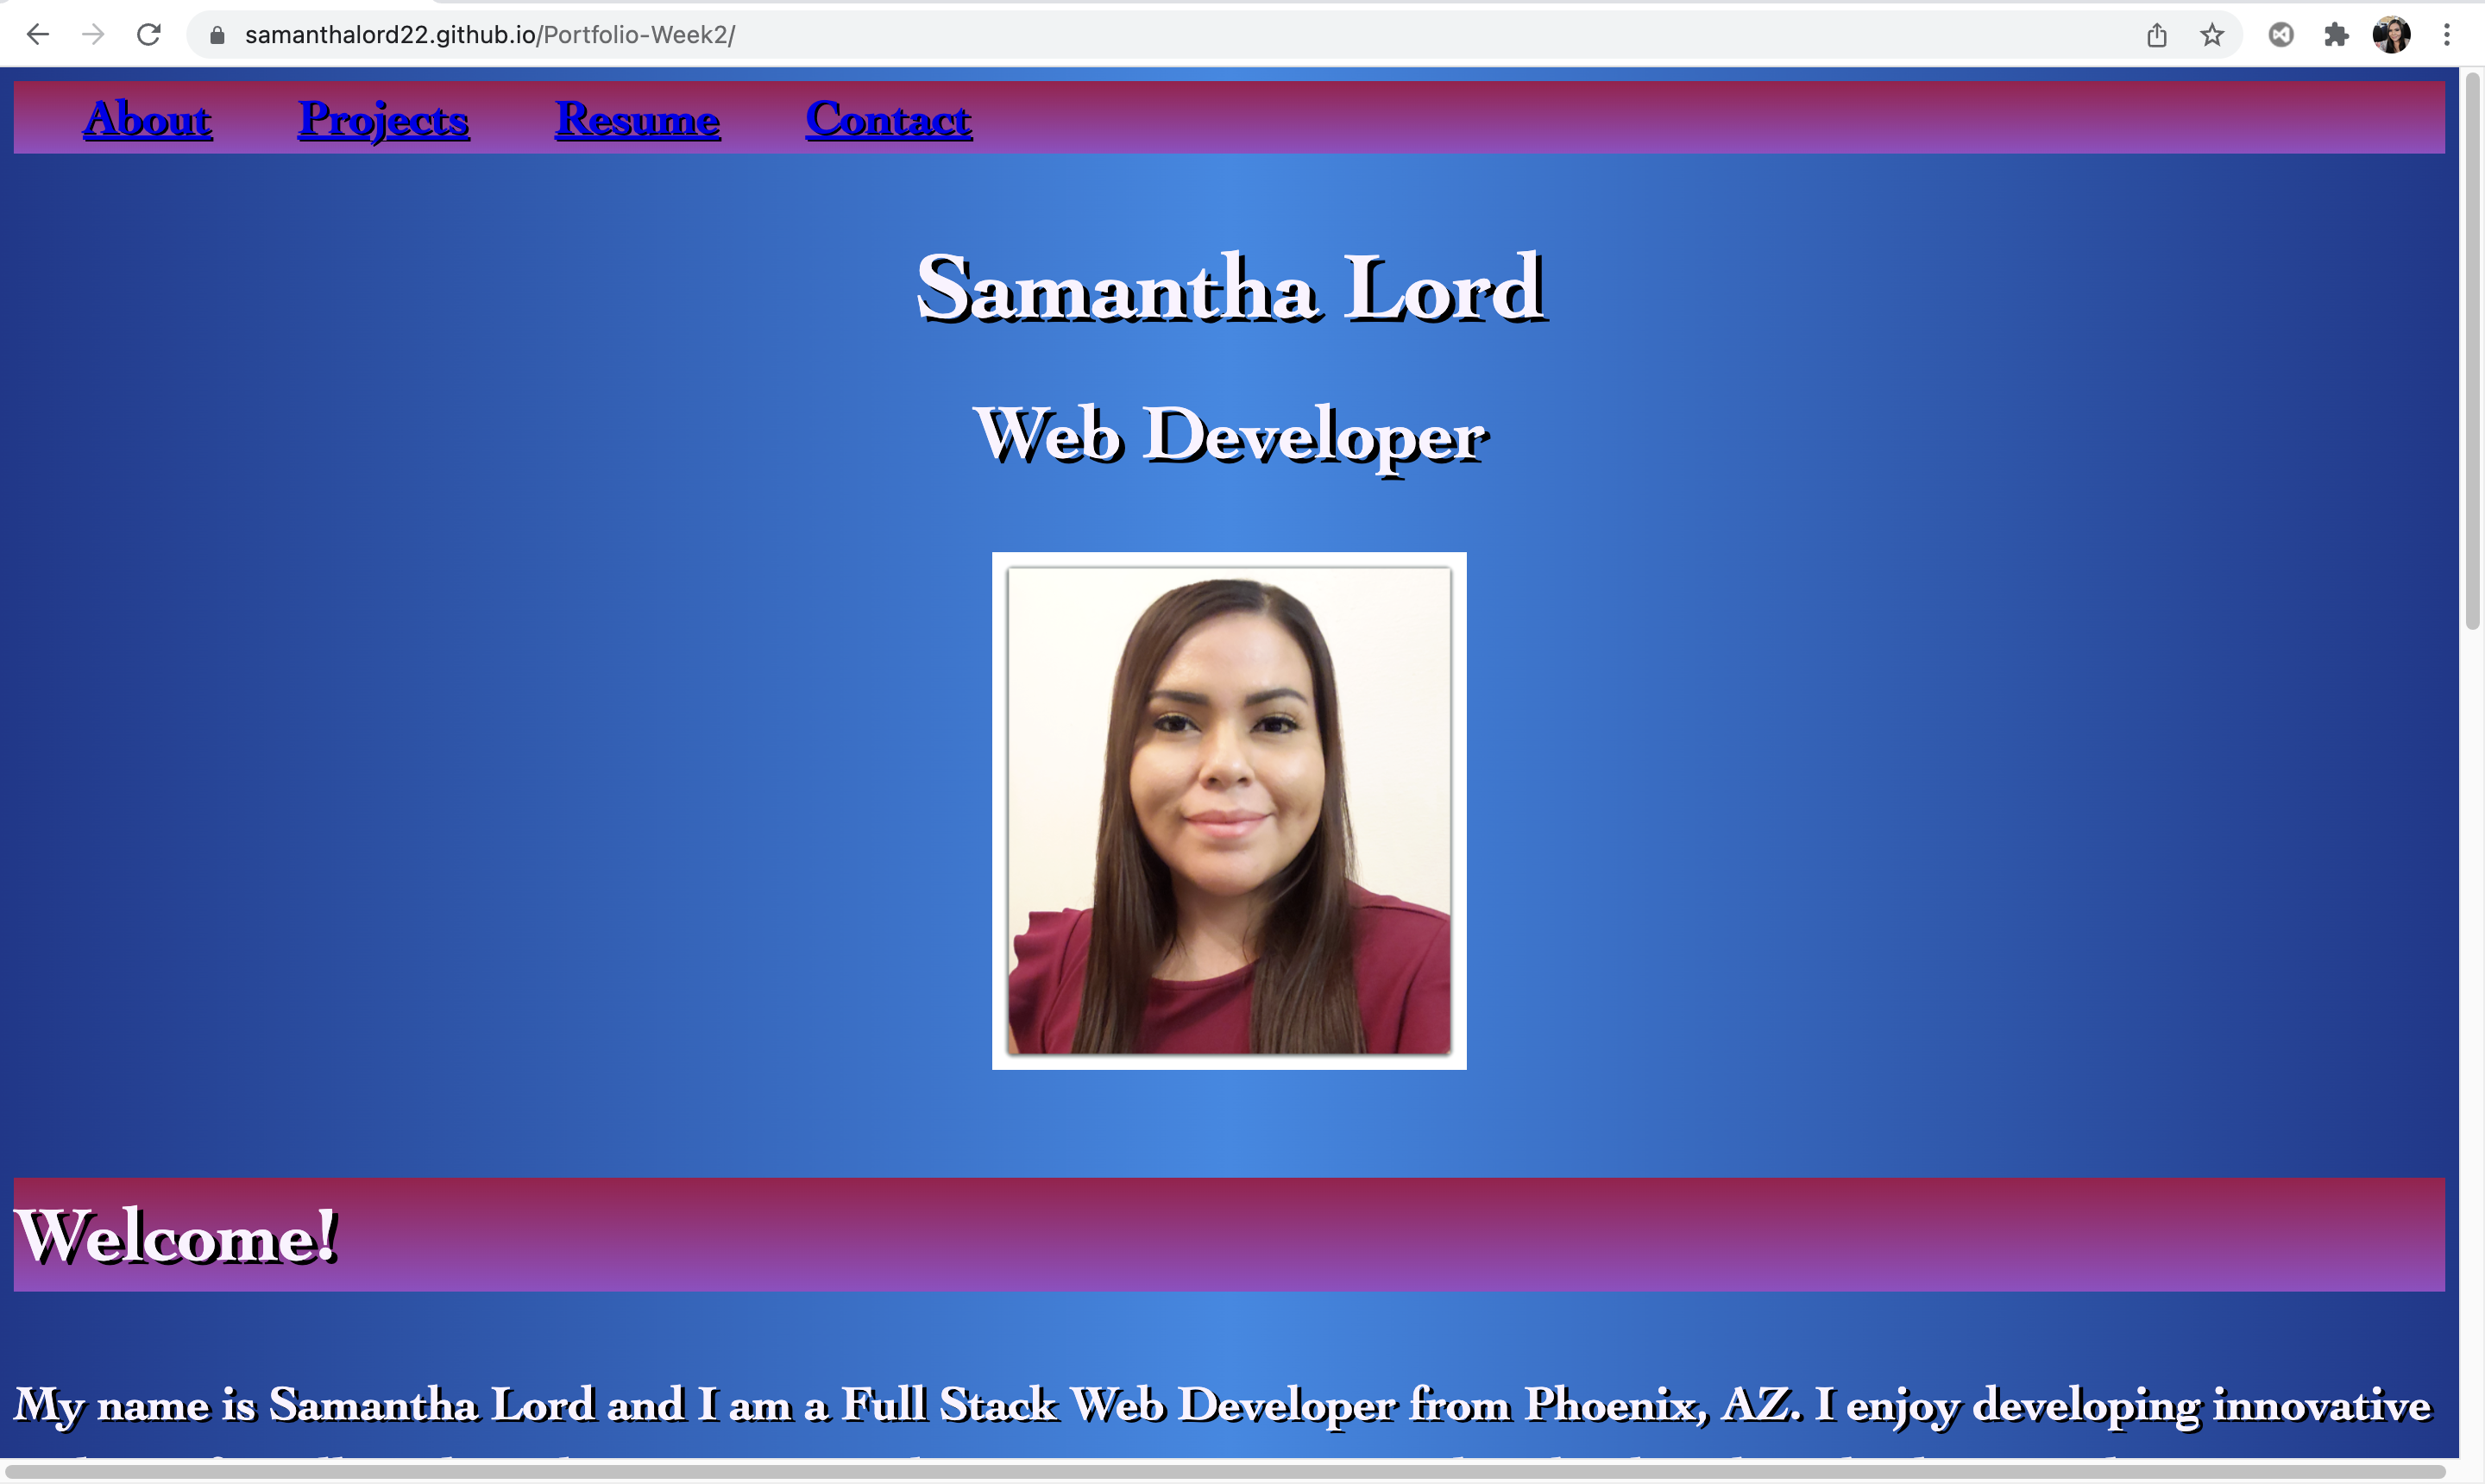 samanthalord22.github.io/Portfolio-Week2/
About Projects Resume Contact
Samantha Lord
Web Developer
Welcome!
My name is Samantha Lord and I am a Full Stack Web Developer from Phoenix, AZ. I enjoy developing innovative